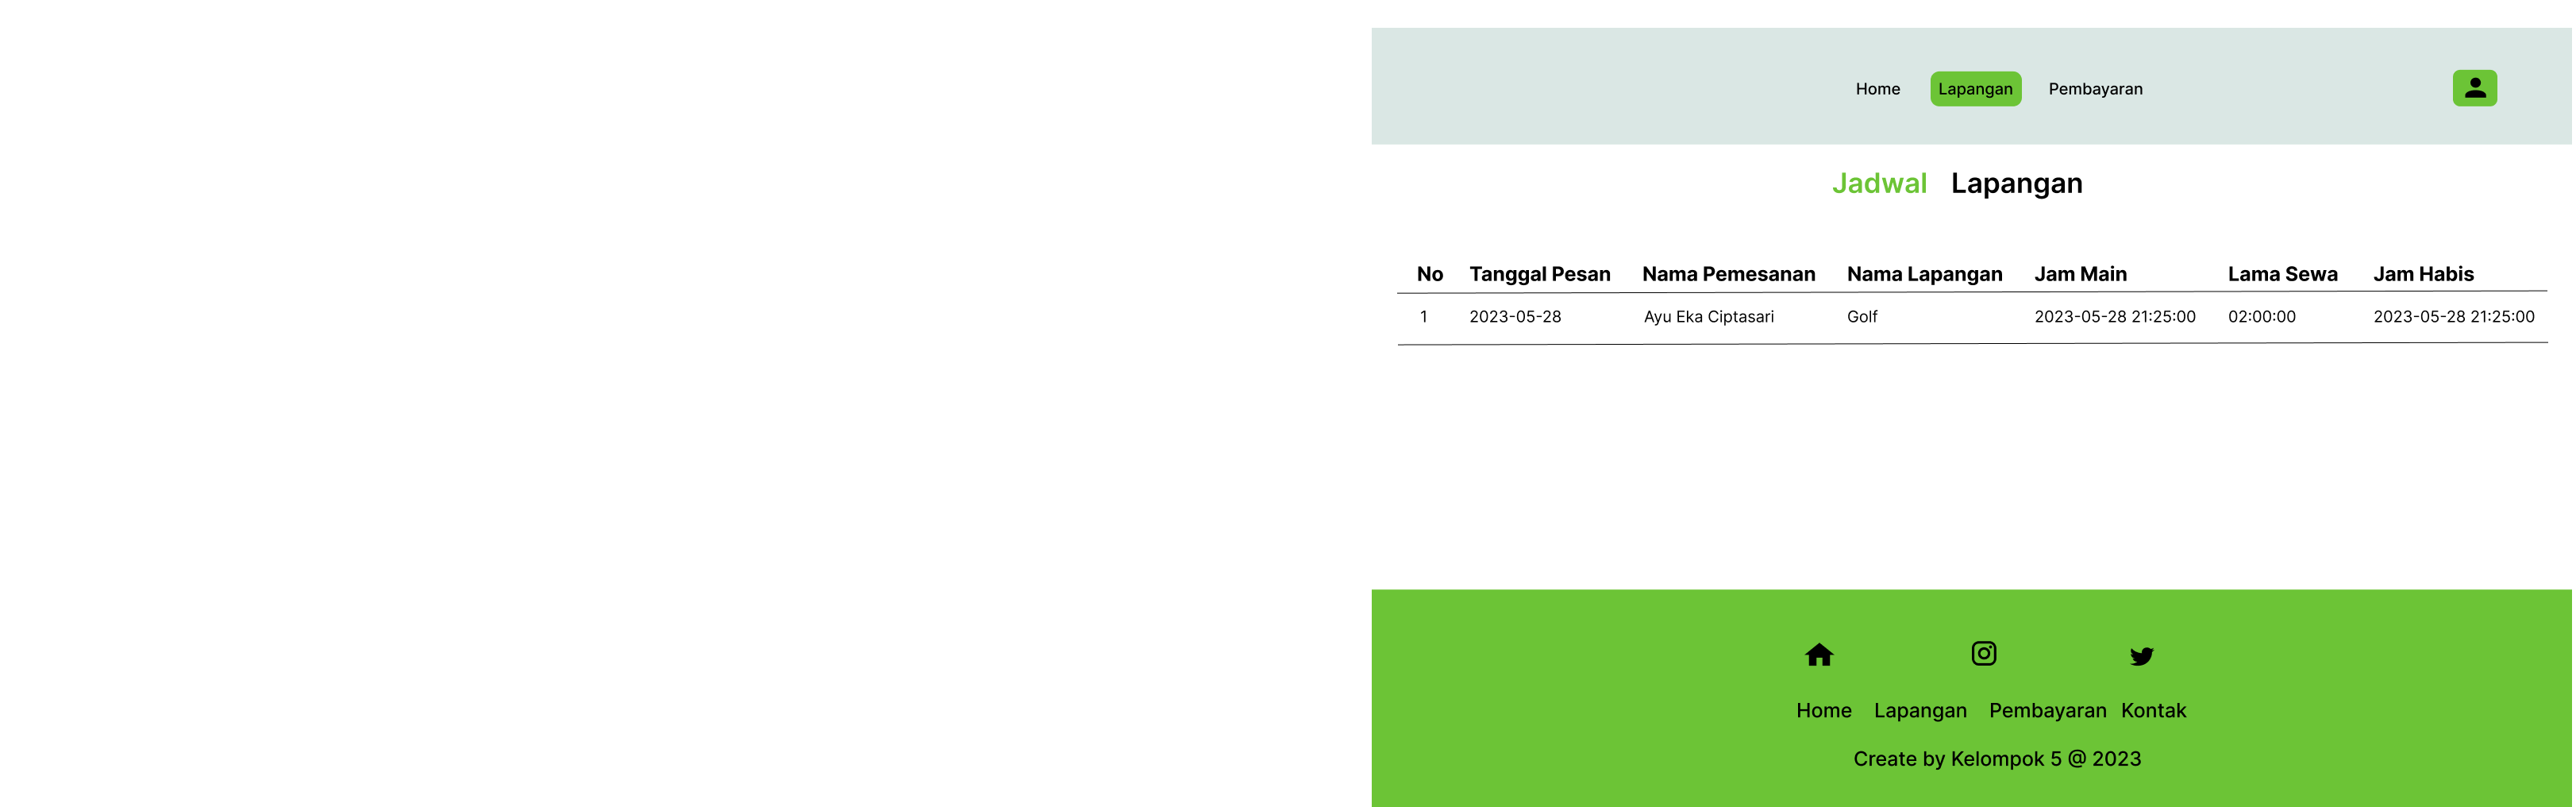 Home Lapangan Pembayaran
Jadwal Lapangan
No Tanggal Pesan Nama Pemesanan Nama Lapangan Jam Main Lama Sewa Jam Habis
1 2023-05-28 Ayu Eka Ciptasari Golf 2023-05-28 21:25:00 02:00:00 2023-05-28 21:25:00
Home Lapangan Pembayaran Kontak
Create by Kelompok 5 @ 2023